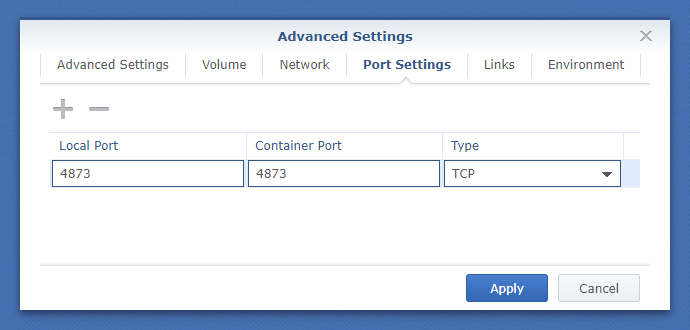 Advanced Settings
Advanced Settings Volume Network Port Settings Links Environment
Local Port Container Port Type
4873 4873 TCP
Apply Cancel